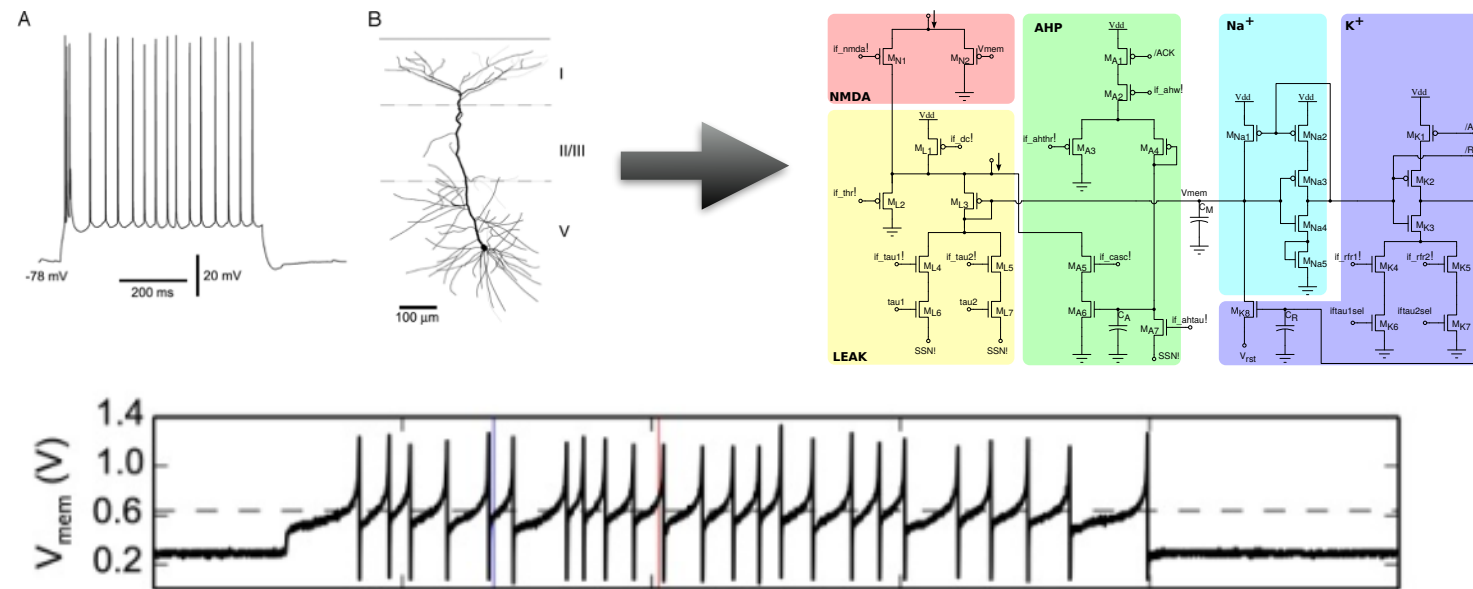 A
-78 mV
200 ms
20 mV
B
I
II/III
V
100 μm
NMDA
if_nmda!
MN1
MN2
Vmem
LEAK
Vdd
if_dc!
ML1
if_thr!
ML2
ML3
if_tau1!
ML4
if_tau2!
ML5
tau1
ML6
tau2
ML7
SSN!
SSN!
AHP
Vdd
/ACK
MA1
if_ahw!
MA2
if_ahthr!
MA3
MA4
if_casc!
MA5
MA6
CA
MA7
if_ahtau!
SSN!
Vmem
CM
Na+
Vdd
Vdd
MNa1
MNa2
MNa3
MNa4
MNa5
K+
Vdd
MK1
/A
/R
MK2
MK3
if_rfr1!
MK4
if_rfr2!
MK5
iftau1sel
MK6
iftau2sel
MK7
MK8
CR
Vrst
Vmem (V)
1.4
1.0
0.6
0.2